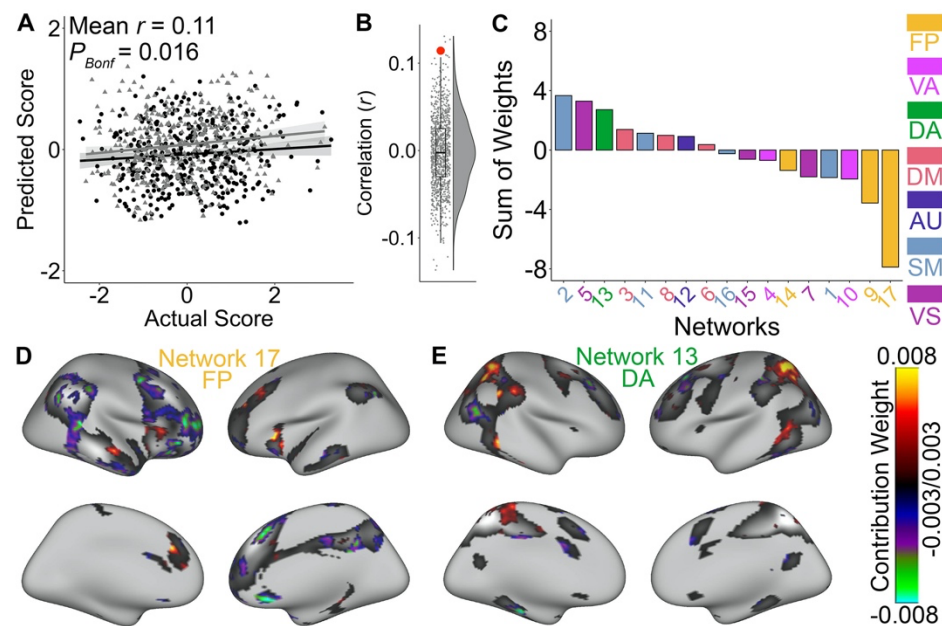 A
Mean r = 0.11
P Bonf = 0.016
Predicted Score
2
0
-2
-2
0
2
Actual Score
B
Correlation (r)
0.1
0.0
-0.1
C
Sum of Weights
8
4
0
-4
-8
2 5 13 3 11 8 12 6 16 15 4 14 7 1 10 9 17
Networks
FP
VA
DA
DM
AU
SM
VS
D
Network 17
FP
E
Network 13
DA
Contribution Weight
0.008
-0.003/0.003
-0.008